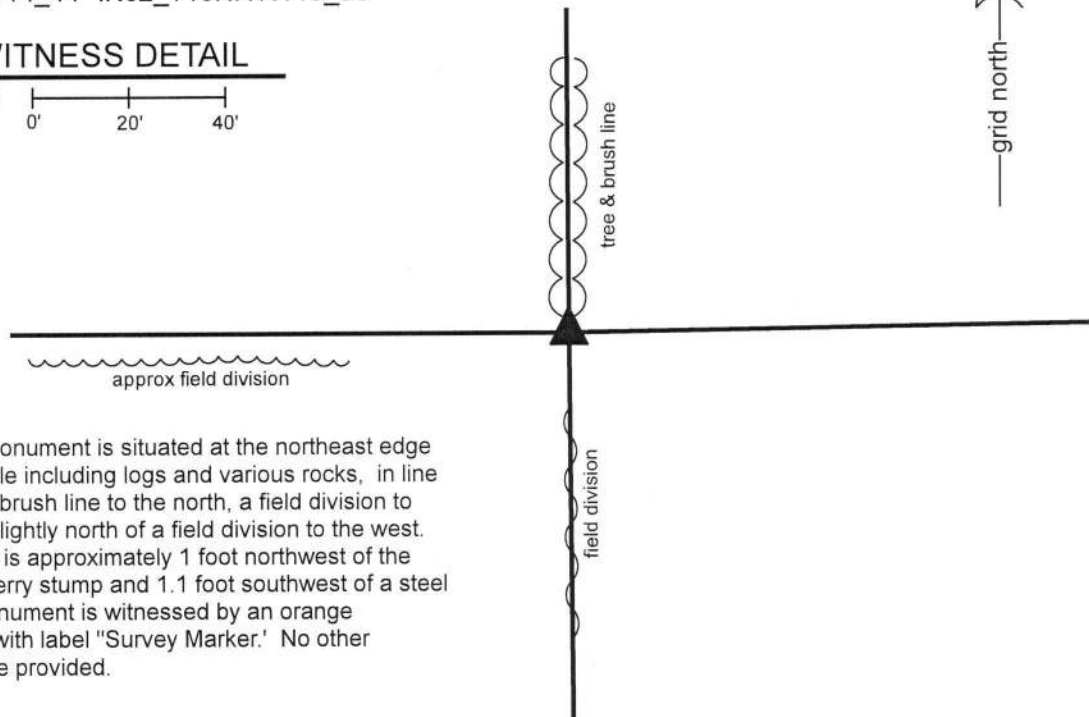 WITNESS DETAIL
0' 20' 40'
tree & brush line
grid north
approx field division
field division
onument is situated at the northeast edge
le including logs and various rocks, in line
brush line to the north, a field division to
lightly north of a field division to the west.
is approximately 1 foot northwest of the
erry stump and 1.1 foot southwest of a steel
nument is witnessed by an orange
with label "Survey Marker.' No other
e provided.